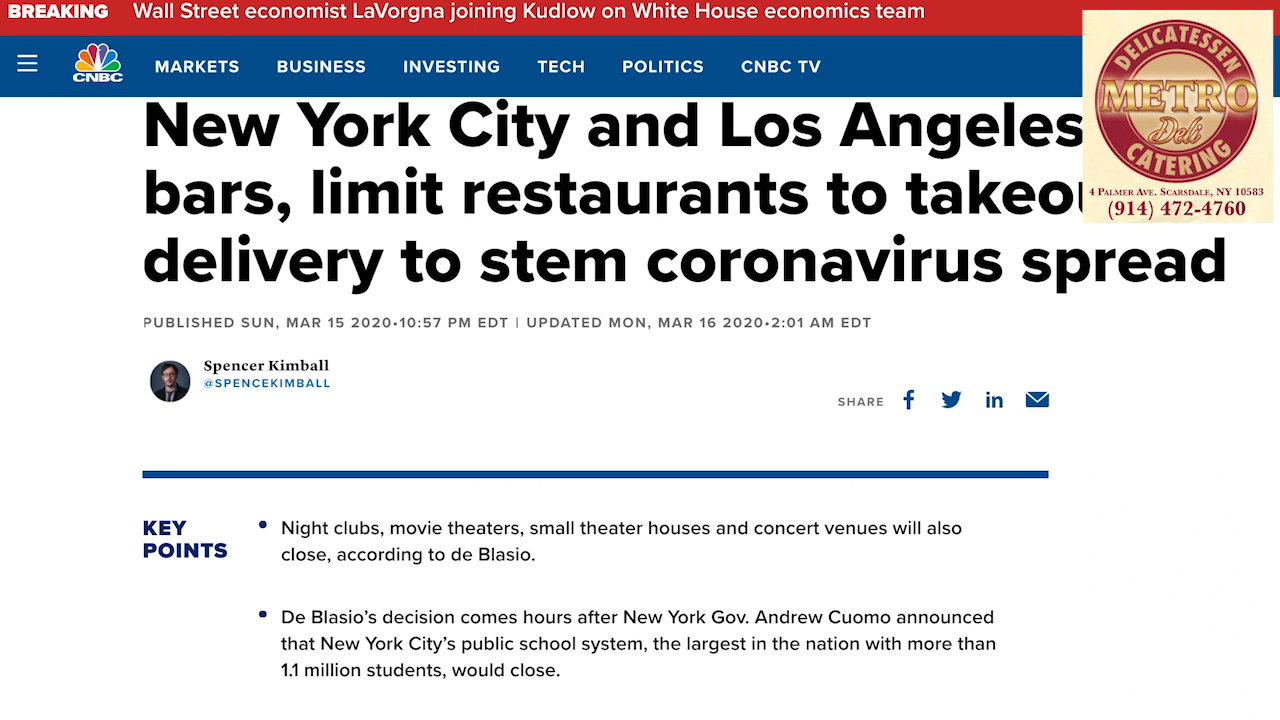 BREAKING Wall Street economist LaVorgna joining Kudlow on White House economics team
CNBC
MARKETS BUSINESS INVESTING TECH POLITICS CNBC TV
DELICATESSEN
METRO
Deli
CATERING
4 PALMER AVE. SCARSDALE, NY 10583
(914) 472-4760
New York City and Los Angeles
bars, limit restaurants to
delivery to stem coronavirus spread
PUBLISHED SUN, MAR 15 2020•10:57 PM EDT | UPDATED MON, MAR 16 2020•2:01 AM EDT
Spencer Kimball
@SPENCEKIMBALL
SHARE
KEY
POINTS
• Night clubs, movie theaters, small theater houses and concert venues will also
close, according to de Blasio.
• De Blasio's decision comes hours after New York Gov. Andrew Cuomo announced
that New York City's public school system, the largest in the nation with more than
1.1 million students, would close.